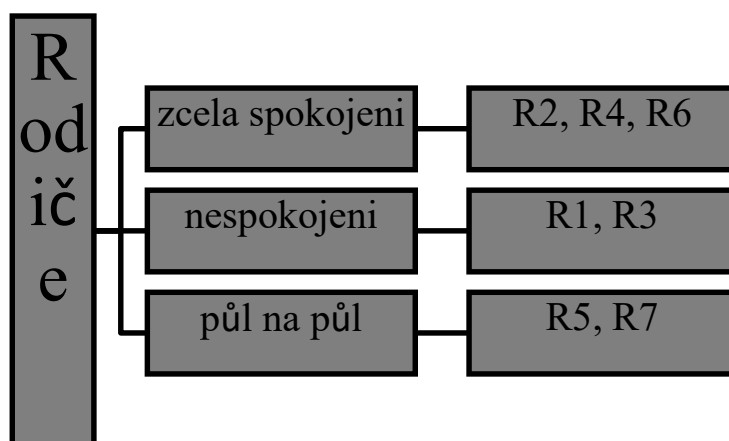 R
od
ič
e
zcela spokojeni
R2, R4, R6
nespokojeni
R1, R3
půl na půl
R5, R7